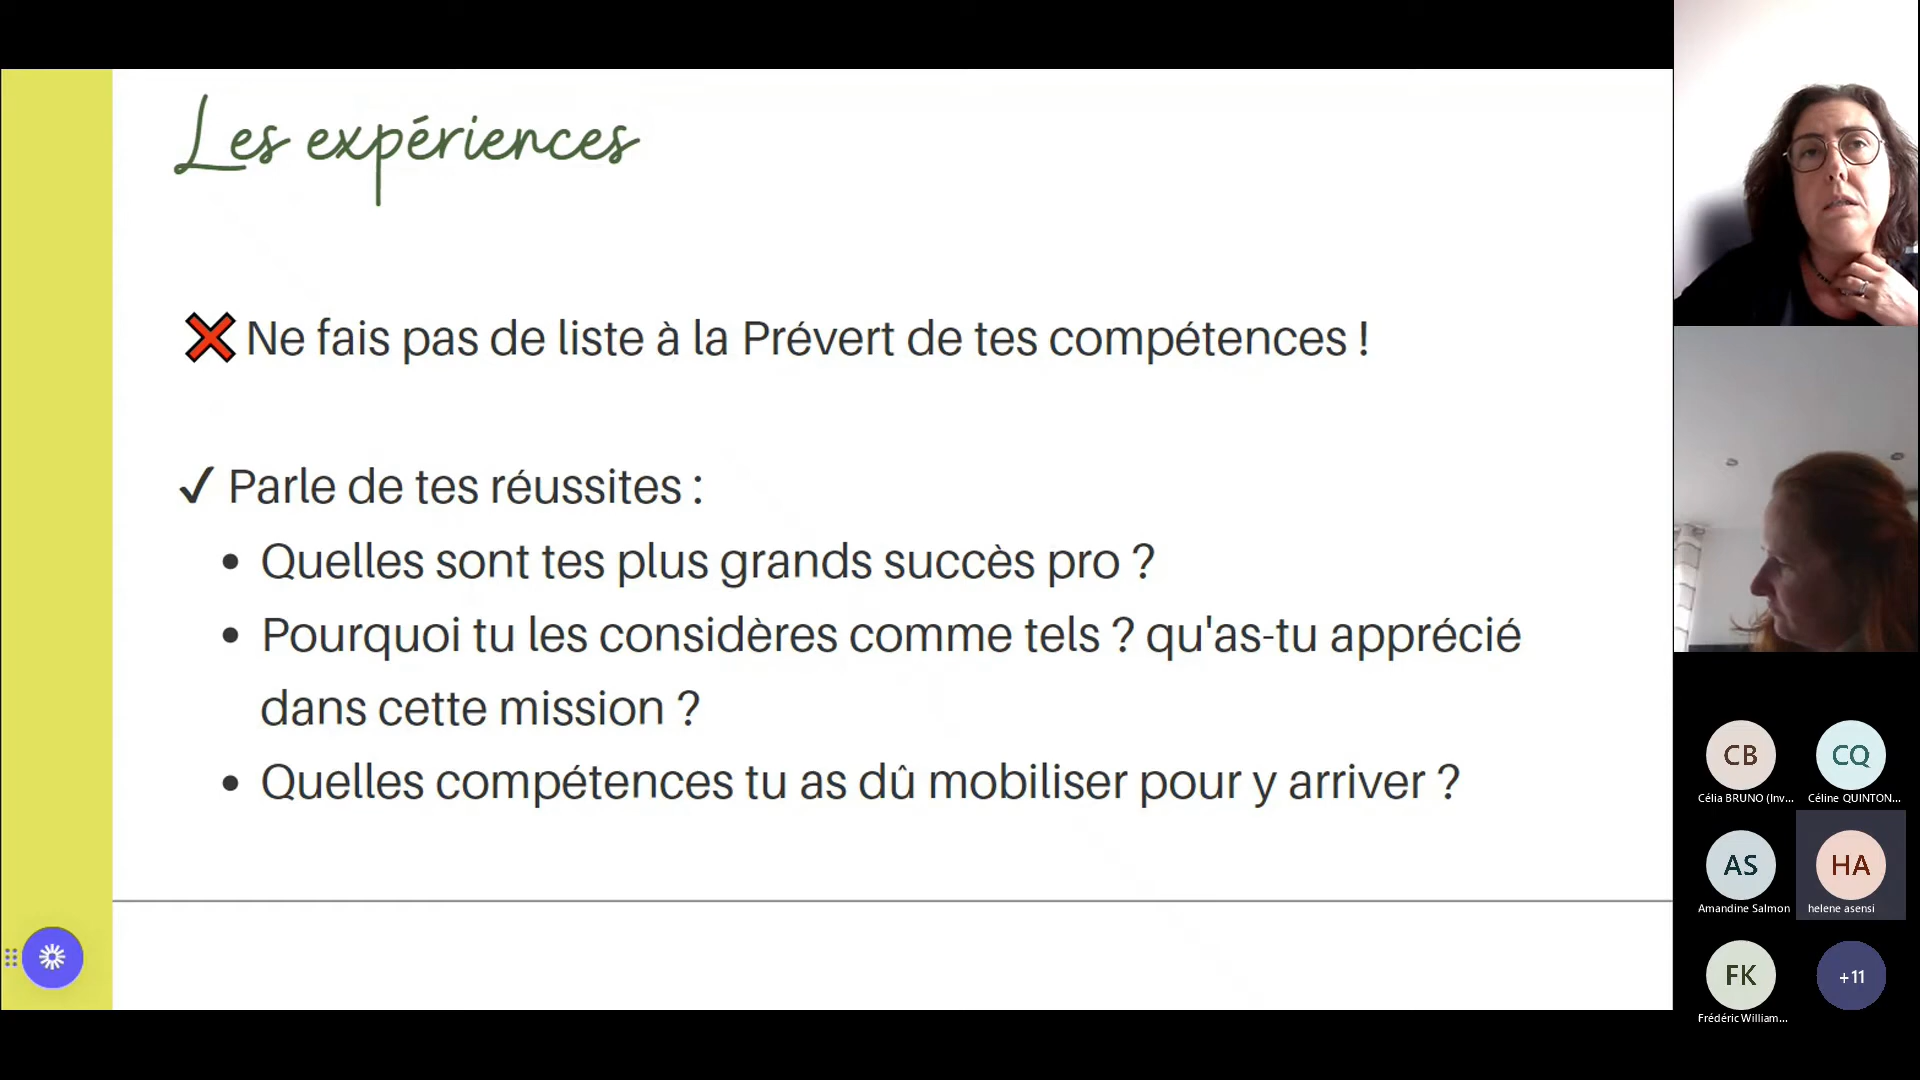 Les expériences
❌ Ne fais pas de liste à la Prévert de tes compétences !
✓ Parle de tes réussites :
• Quelles sont tes plus grands succès pro ?
• Pourquoi tu les considères comme tels ? qu'as-tu apprécié
dans cette mission ?
• Quelles compétences tu as dû mobiliser pour y arriver ?
CB
Célia BRUNO (Inv...
CQ
Céline QUINTON...
AS
Amandine Salmon
HA
helene asensi
FK
Frédéric William...
+11